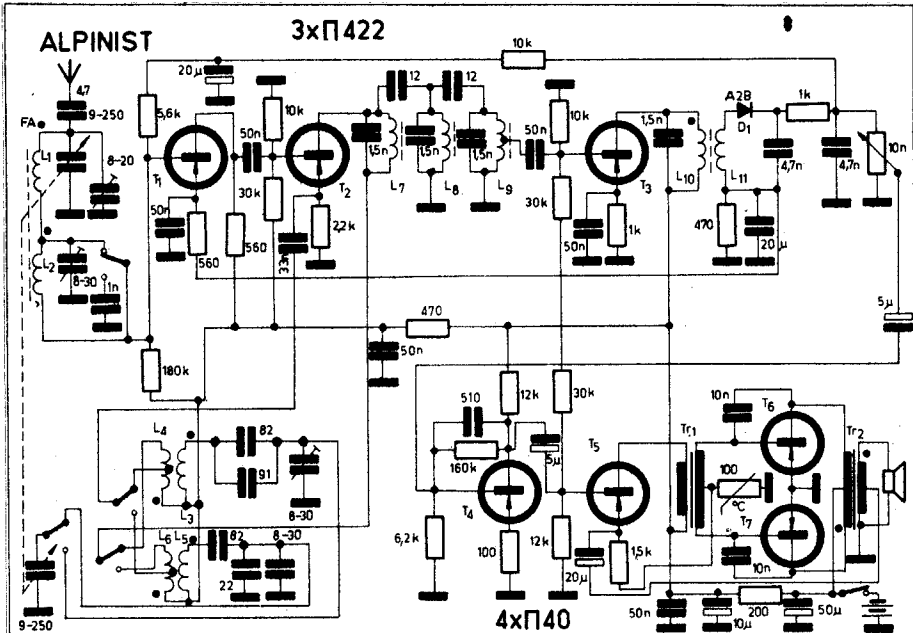 ALPINIST
3xП422
4,7
9-250
FA
L1
8-20
L2
8-30
1n
5,6k
20μ
T1
50n
560
560
180k
10k
50n
30k
T2
2,2k
33n
12
12
1,5n
L7
1,5n
L8
1,5n
L9
10k
50n
10k
30k
T3
50n
1k
1,5n
L10
L11
A2B
D1
1k
4,7n
470
20μ
4,7n
10n
5μ
470
50n
12k
510
160k
T4
6,2k
100
5μ
30k
12k
T5
20μ
1,5k
Tr.1
10n
T6
100
°C
T7
10n
Tr2
L4
L3
82
91
8-30
L6
L5
82
22
8-30
9-250
50n
10μ
200
50μ
4xП40